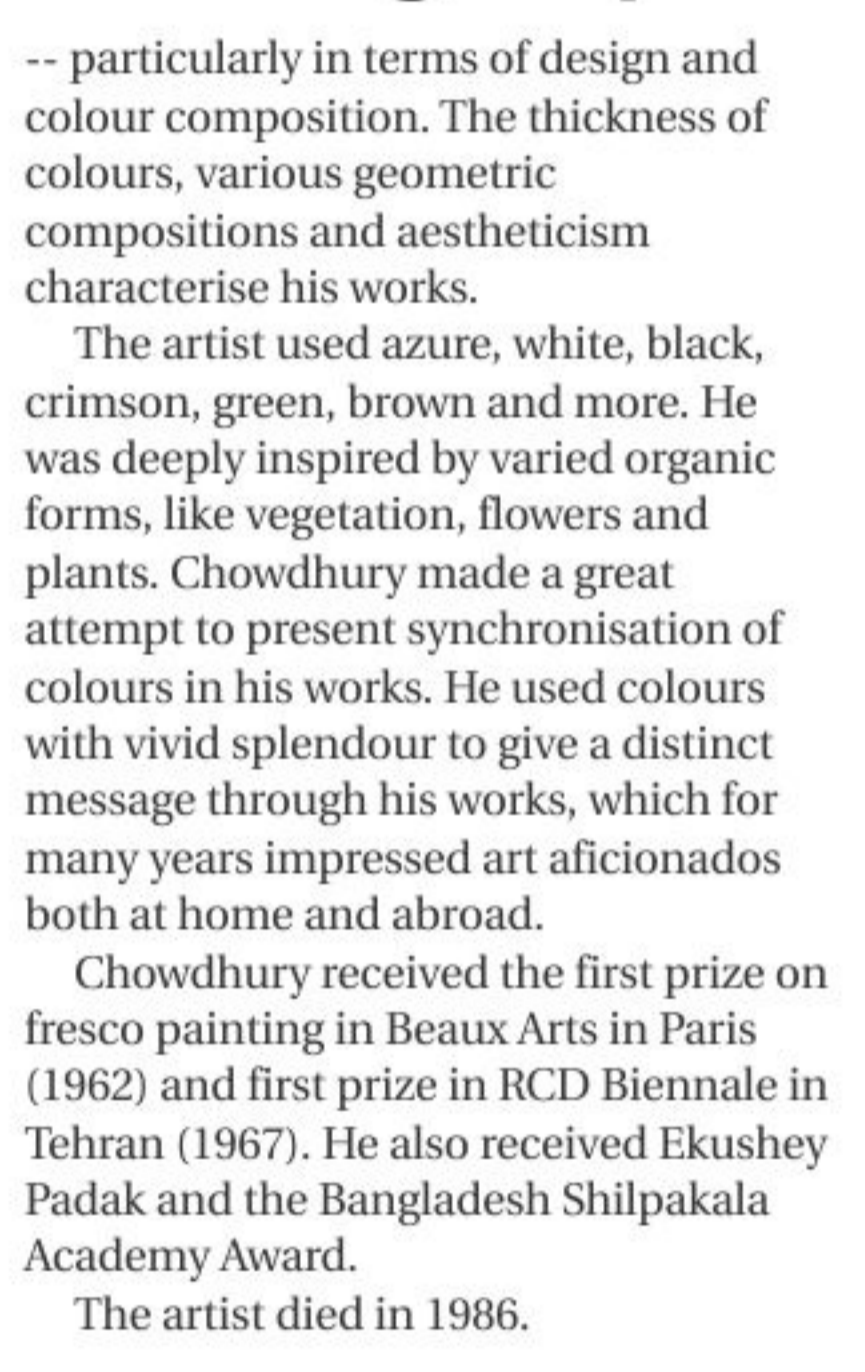 -- particularly in terms of design and
colour composition. The thickness of
colours, various geometric
compositions and aestheticism
characterise his works.
The artist used azure, white, black,
crimson, green, brown and more. He
was deeply inspired by varied organic
forms, like vegetation, flowers and
plants. Chowdhury made a great
attempt to present synchronisation of
colours in his works. He used colours
with vivid splendour to give a distinct
message through his works, which for
many years impressed art aficionados
both at home and abroad.
Chowdhury received the first prize on
fresco painting in Beaux Arts in Paris
(1962) and first prize in RCD Biennale in
Tehran (1967). He also received Ekushey
Padak and the Bangladesh Shilpakala
Academy Award.
The artist died in 1986.